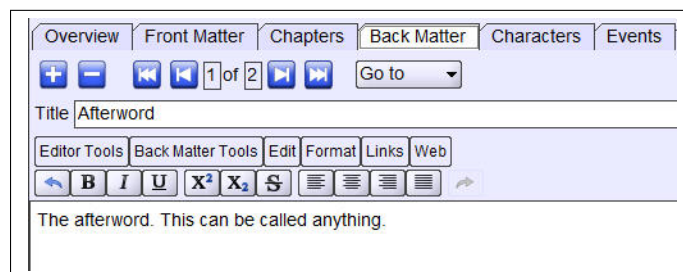 Overview Front Matter Chapters Back Matter Characters Events
1 of 2 Go to
Title Afterword
Editor Tools Back Matter Tools Edit Format Links Web
B I U X² X₂ S
The afterword. This can be called anything.